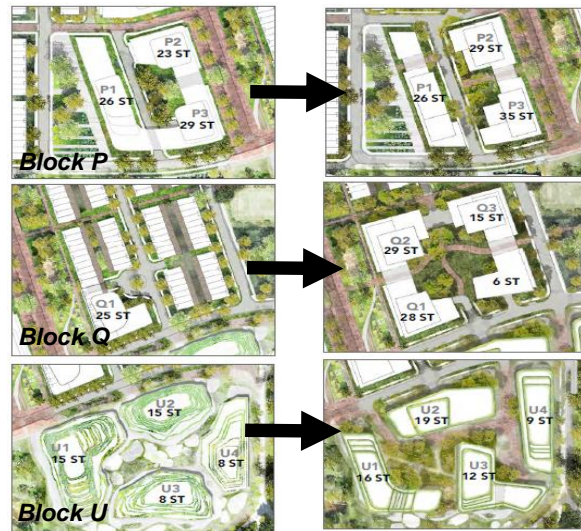 P2
23 ST
P1
26 ST
P3
29 ST
Block P
P2
29 ST
P1
26 ST
P3
35 ST
Q1
25 ST
Block Q
Q3
15 ST
Q2
29 ST
6 ST
Q1
28 ST
U2
15 ST
U1
15 ST
U4
8 ST
U3
8 ST
Block U
U4
9 ST
U2
19 ST
U1
16 ST
U3
12 ST